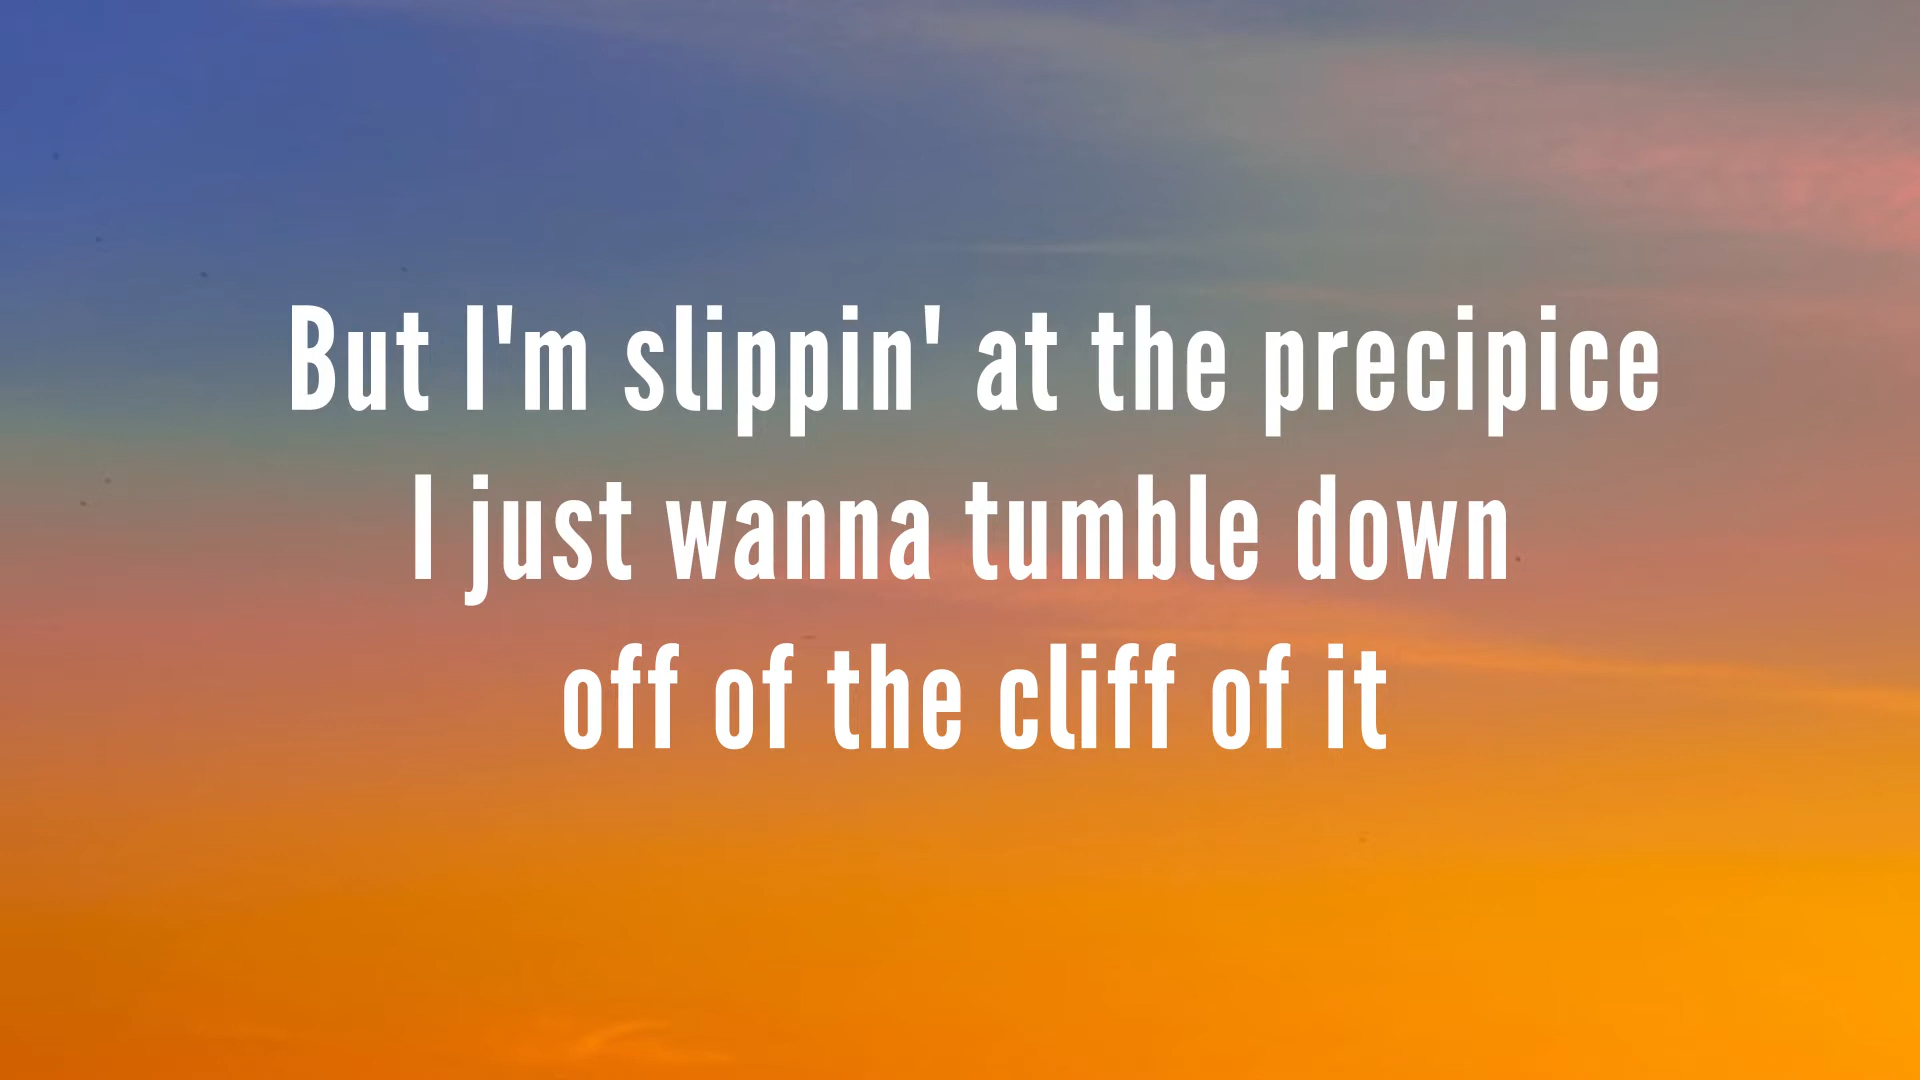 But I'm slippin' at the precipice
I just wanna tumble down
off of the cliff of it